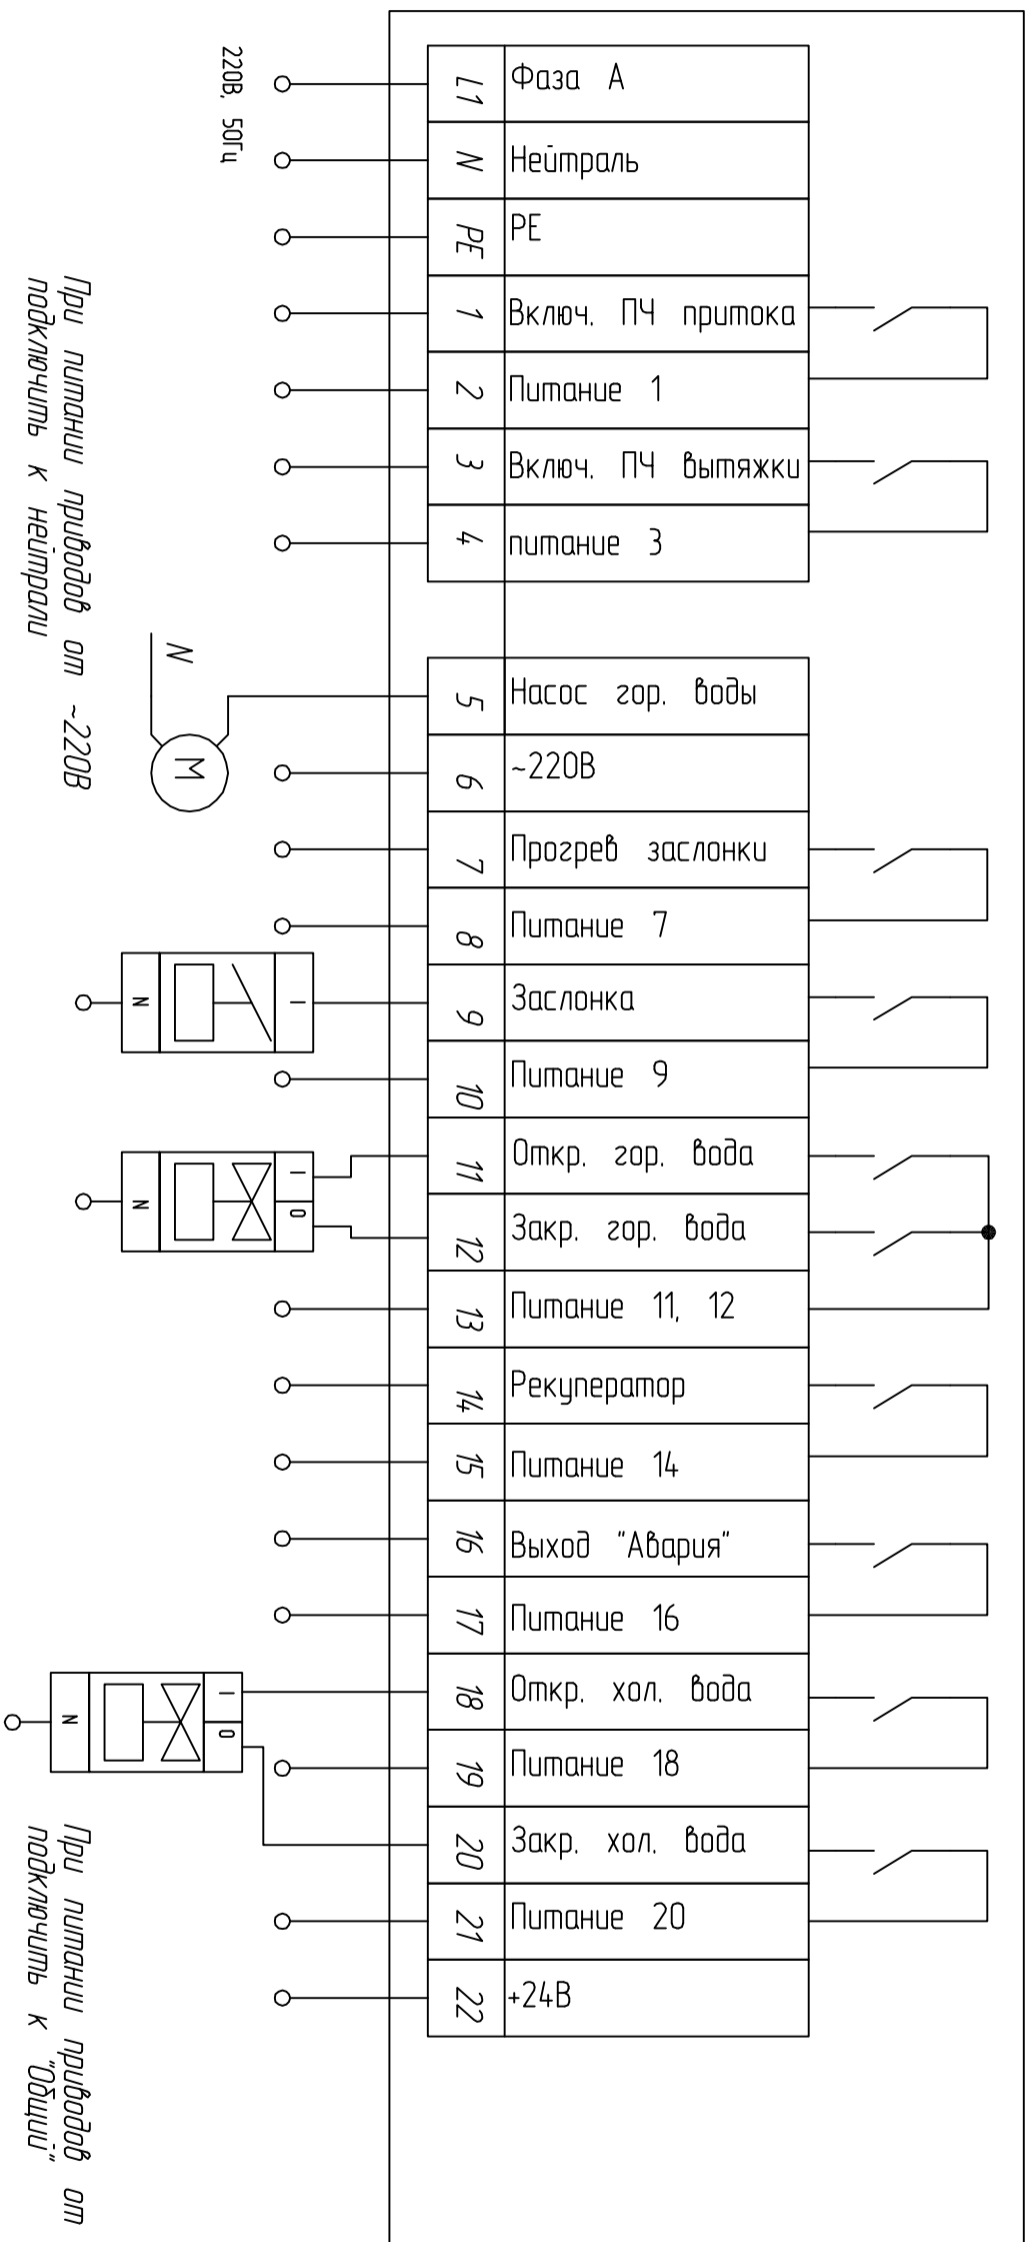 220В, 50Гц
L1 Фаза А
N Нейтраль
PE PE
1 Включ. ПЧ притока
2 Питание 1
3 Включ. ПЧ вытяжки
4 питание 3
При питании приводов от ~220В
подключить к нейтрали
N
M
5 Насос гор. воды
6 ~220В
7 Прогрев заслонки
8 Питание 7
N I
9 Заслонка
10 Питание 9
N I 0
11 Откр. гор. вода
12 Закр. гор. вода
13 Питание 11, 12
14 Рекуператор
15 Питание 14
16 Выход "Авария"
17 Питание 16
N I 0
18 Откр. хол. вода
19 Питание 18
20 Закр. хол. вода
21 Питание 20
22 +24В
При питании приводов от
подключить к "Общий"